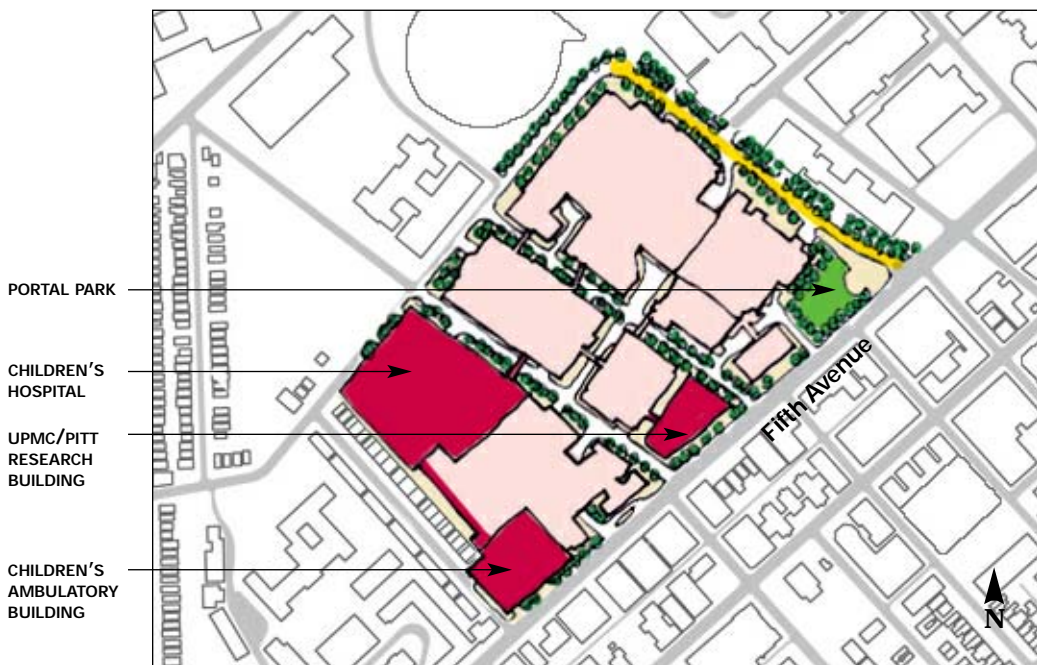 PORTAL PARK
CHILDREN'S
HOSPITAL
UPMC/PITT
RESEARCH
BUILDING
CHILDREN'S
AMBULATORY
BUILDING
Fifth Avenue
N